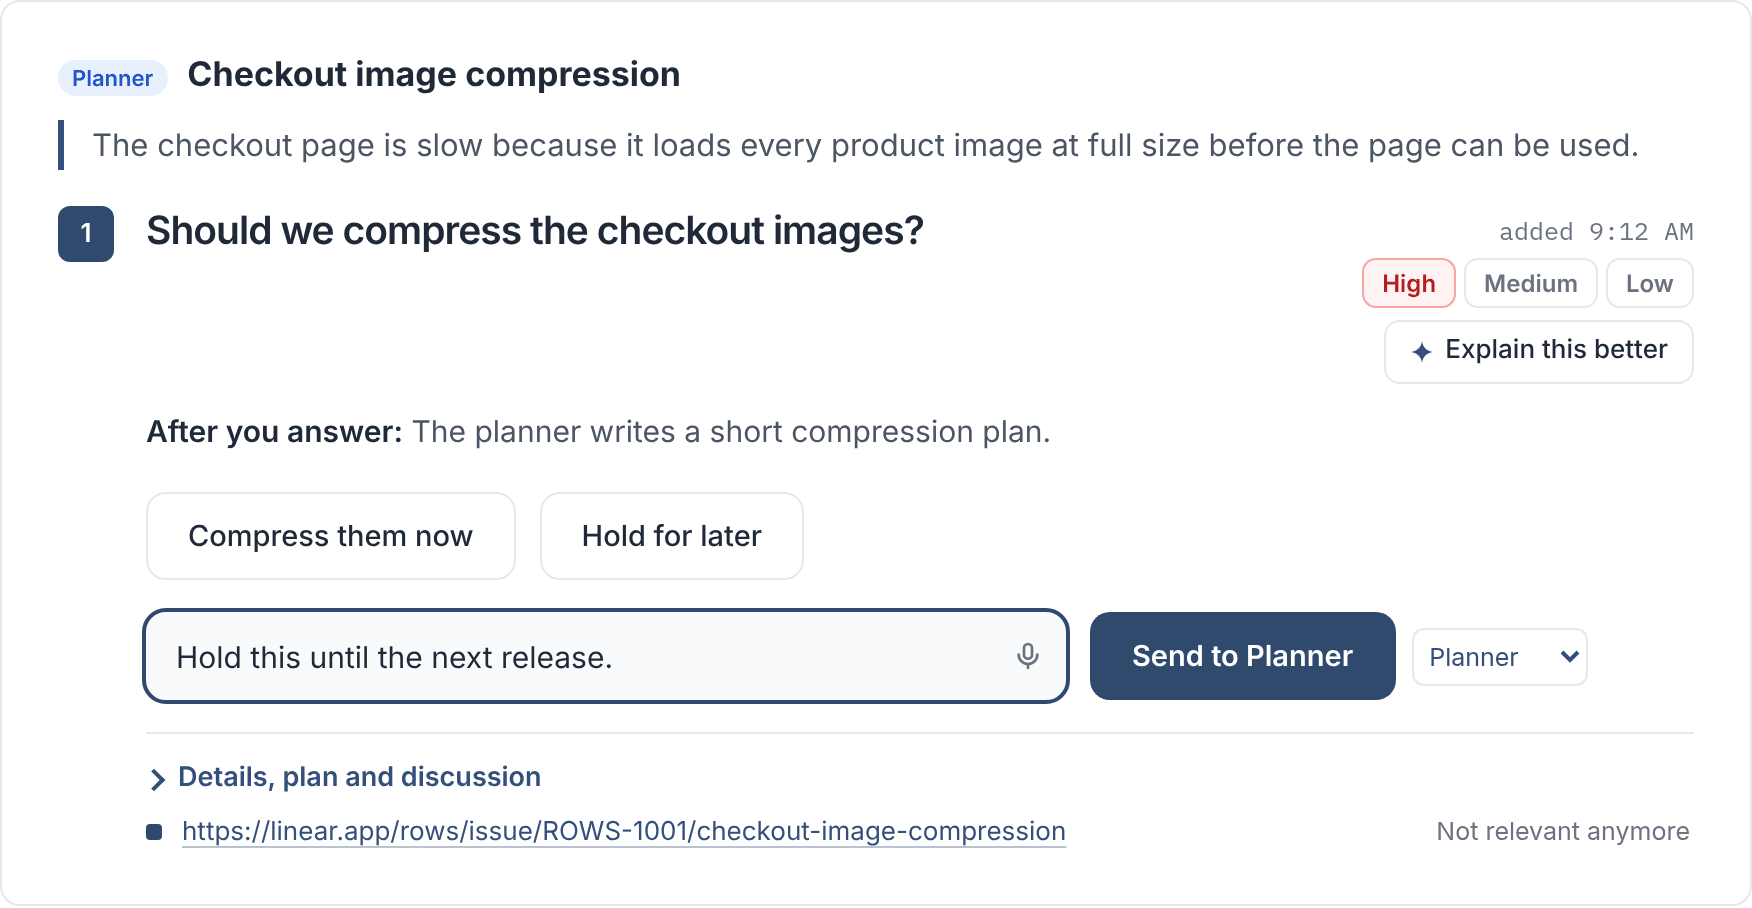 Planner Checkout image compression
The checkout page is slow because it loads every product image at full size before the page can be used.
1 Should we compress the checkout images?
added 9:12 AM
High Medium Low
Explain this better
After you answer: The planner writes a short compression plan.
Compress them now Hold for later
Hold this until the next release. Send to Planner Planner
Details, plan and discussion
https://linear.app/rows/issue/ROWS-1001/checkout-image-compression Not relevant anymore